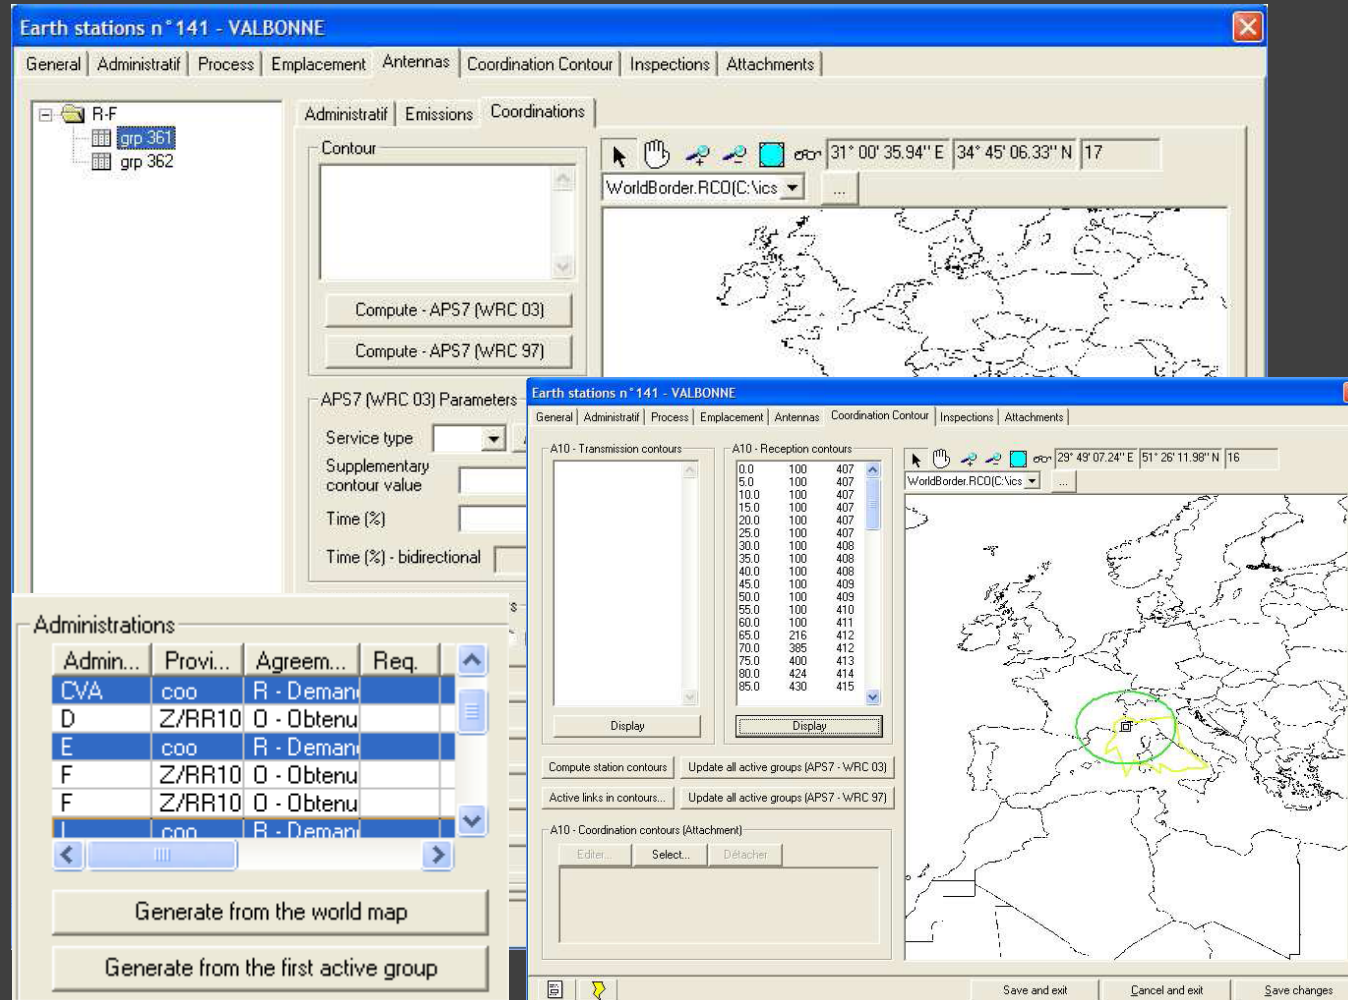 Earth stations n°141 - VALBONNE
General Administratif Process Emplacement Antennas Coordination Contour Inspections Attachments
R-F
grp 361
grp 362
Administratif Emissions Coordinations
Contour
Compute - APS7 (WRC 03)
Compute - APS7 (WRC 97)
31° 00' 35.94" E 34° 45' 06.33" N 17
WorldBorder.RCO(C:\ics
...
APS7 (WRC 03) Parameters
Service type
Supplementary
contour value
Time (%)
Time (%) - bidirectional
Administrations
Admin... Provi... Agreem... Req.
CVA coo R - Deman
D Z/RR10 O - Obtenu
E coo R - Deman
F Z/RR10 O - Obtenu
F Z/RR10 O - Obtenu
I coo R - Deman
Generate from the world map
Generate from the first active group
Earth stations n°141 - VALBONNE
General Administratif Process Emplacement Antennas Coordination Contour Inspections Attachments
A10 - Transmission contours
Display
A10 - Reception contours
0.0 100 407
5.0 100 407
10.0 100 407
15.0 100 407
20.0 100 407
25.0 100 407
30.0 100 408
35.0 100 408
40.0 100 408
45.0 100 409
50.0 100 409
55.0 100 410
60.0 100 411
65.0 216 412
70.0 385 412
75.0 400 413
80.0 424 414
85.0 430 415
Display
29° 49' 07.24" E 51° 26' 11.98" N 16
WorldBorder.RCO(C:\ics
...
Compute station contours Update all active groups (APS7 - WRC 03)
Active links in contours... Update all active groups (APS7 - WRC 97)
A10 - Coordination contours (Attachment)
Editer... Select... Détacher
Save and exit Cancel and exit Save changes